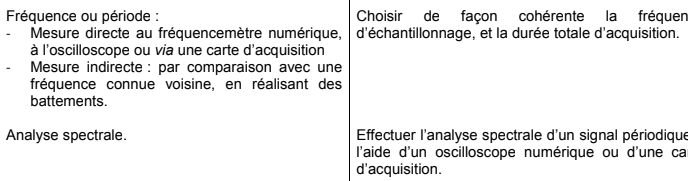 Fréquence ou période :
- Mesure directe au fréquencemètre numérique,
à l'oscilloscope ou via une carte d'acquisition
- Mesure indirecte : par comparaison avec une
fréquence connue voisine, en réalisant des
battements.
Analyse spectrale.
Choisir de façon cohérente la
d'échantillonnage, et la durée totale d'acquisition.
Effectuer l'analyse spectrale d'un signal périodique
l'aide d'un oscilloscope numérique ou d'une
d'acquisition.